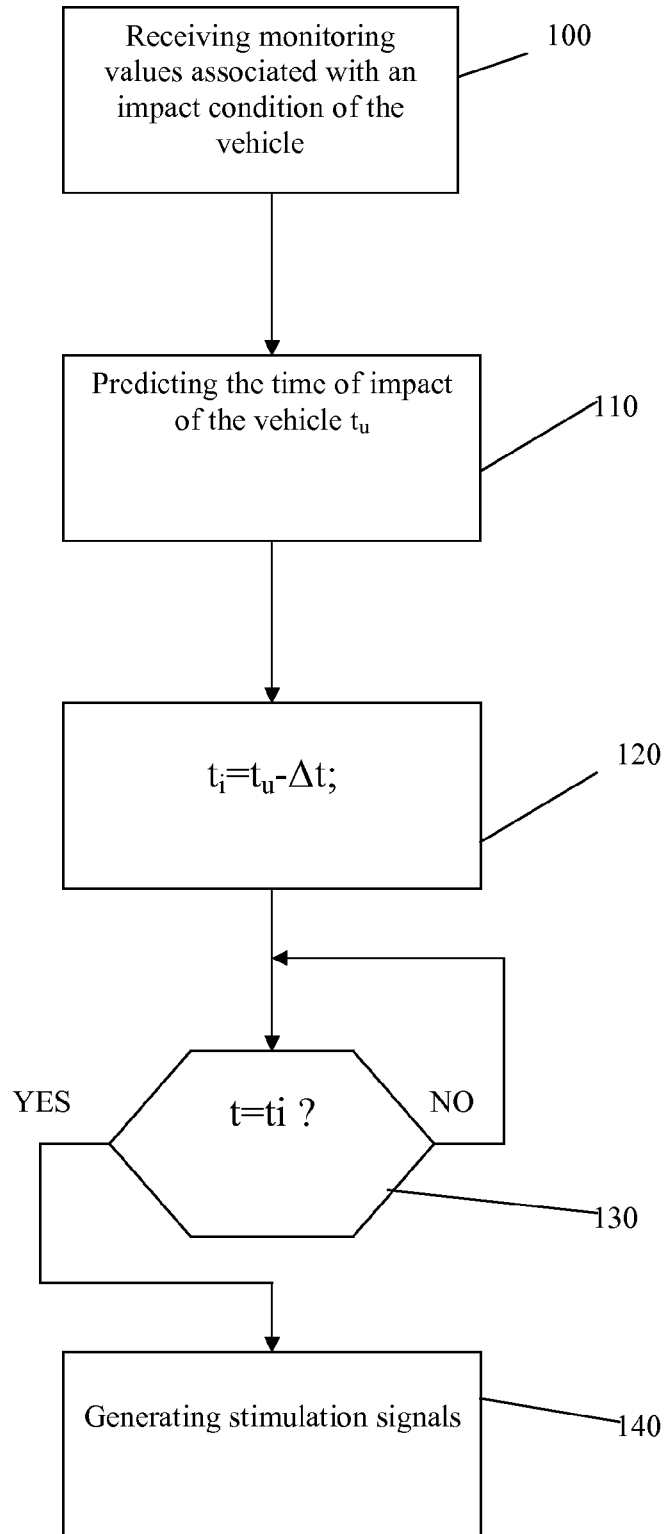 Receiving monitoring
values associated with an
impact condition of the
vehicle
100
Predicting the time of impact
of the vehicle tᵤ
110
tᵢ=tᵤ-Δt;
120
YES
t=ti ?
NO
130
Generating stimulation signals
140